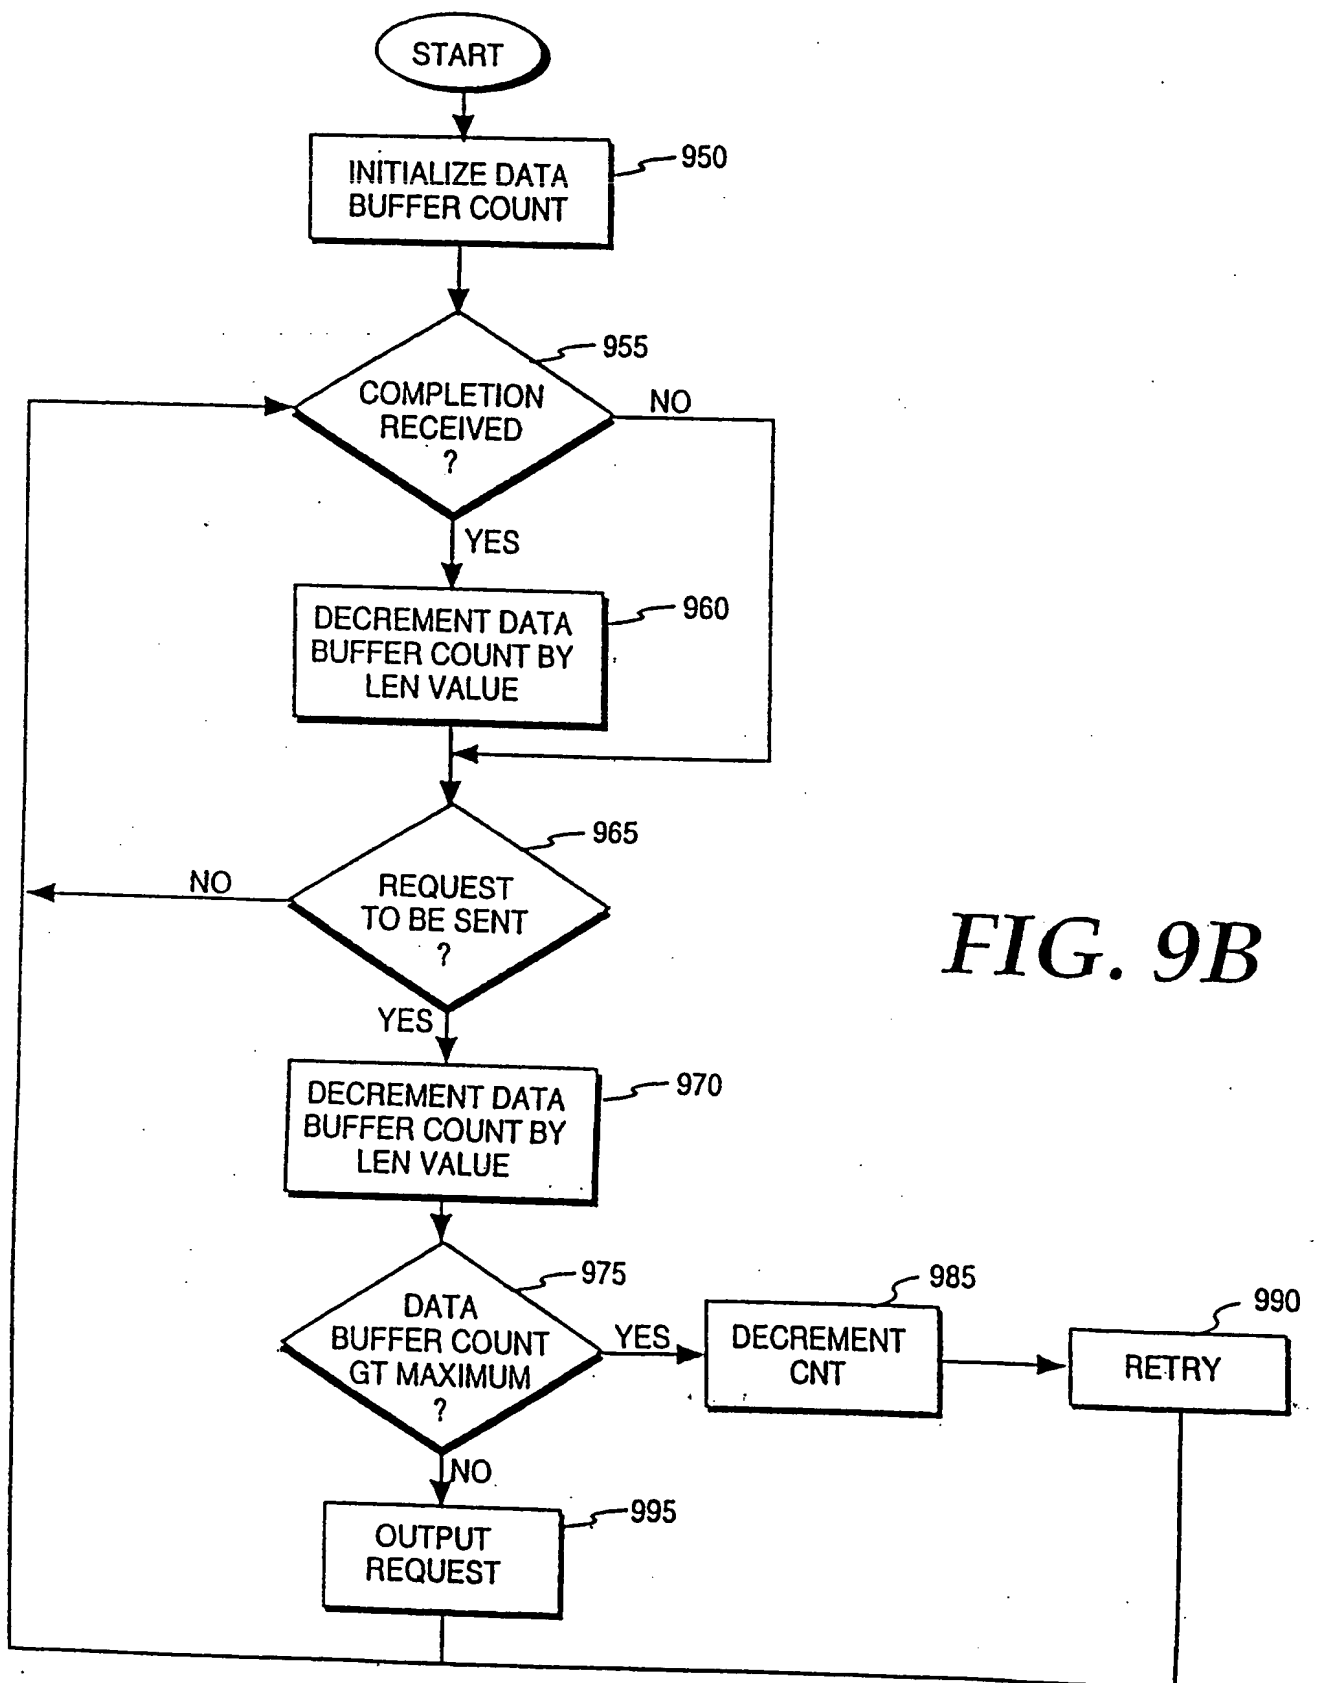 START
INITIALIZE DATA
BUFFER COUNT
950
COMPLETION
RECEIVED
?
955
NO
YES
DECREMENT DATA
BUFFER COUNT BY
LEN VALUE
960
REQUEST
TO BE SENT
?
965
NO
YES
FIG. 9B
DECREMENT DATA
BUFFER COUNT BY
LEN VALUE
970
DATA
BUFFER COUNT
GT MAXIMUM
?
975
YES
DECREMENT
CNT
985
RETRY
990
NO
OUTPUT
REQUEST
995